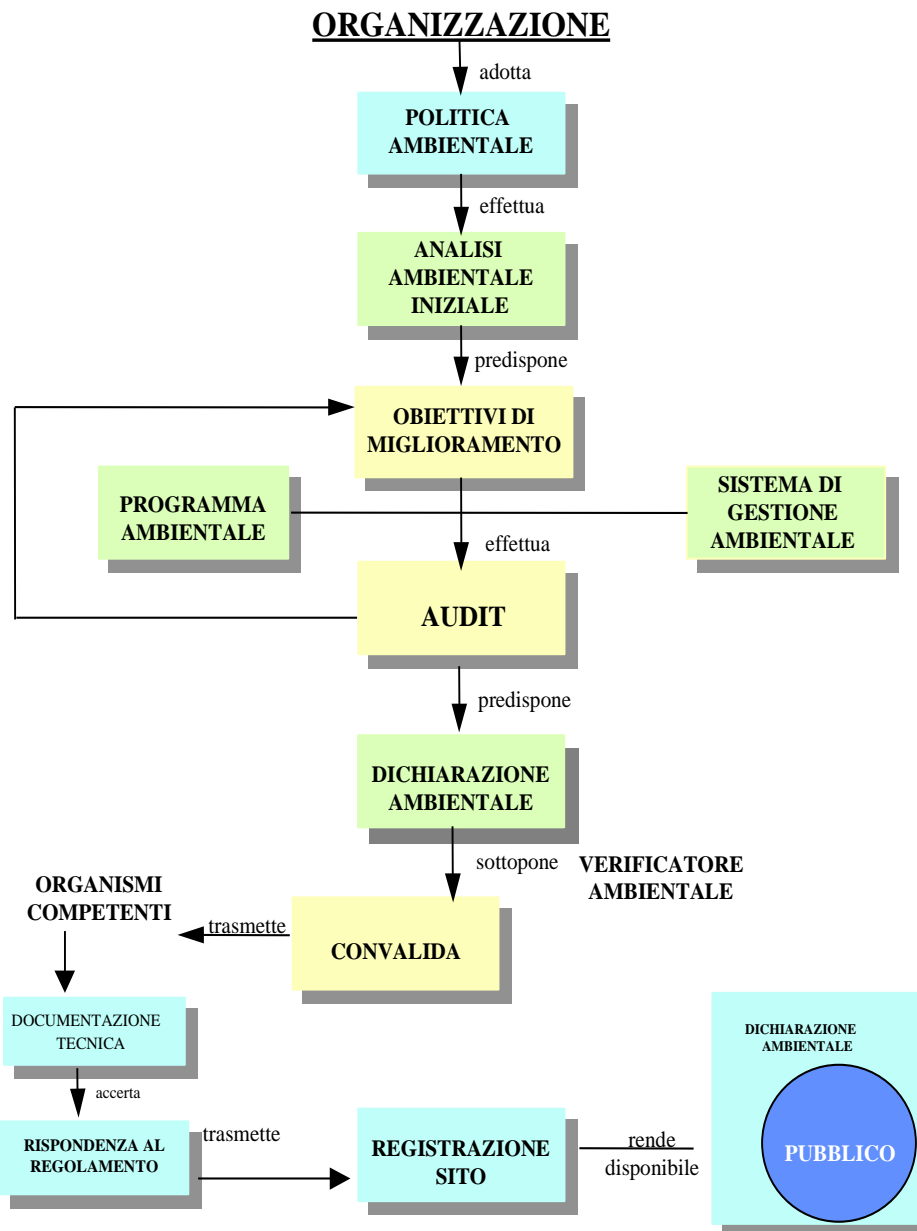 ORGANIZZAZIONE
adotta
POLITICA
AMBIENTALE
effettua
ANALISI
AMBIENTALE
INIZIALE
predispone
OBIETTIVI DI
MIGLIORAMENTO
PROGRAMMA
AMBIENTALE
SISTEMA DI
GESTIONE
AMBIENTALE
effettua
AUDIT
predispone
DICHIARAZIONE
AMBIENTALE
sottopone
VERIFICATORE
AMBIENTALE
ORGANISMI
COMPETENTI
trasmette
CONVALIDA
DOCUMENTAZIONE
TECNICA
accerta
RISPONDENZA AL
REGOLAMENTO
trasmette
REGISTRAZIONE
SITO
rende
disponibile
DICHIARAZIONE
AMBIENTALE
PUBBLICO